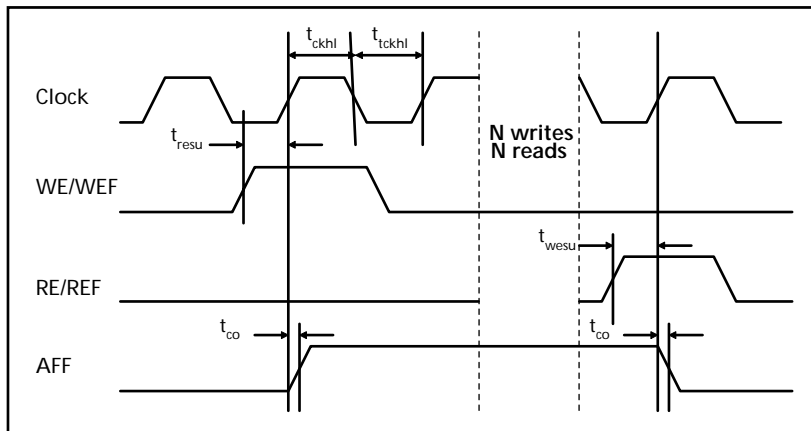 t_ckhl t_tckhl
Clock
N writes
N reads
t_resu
WE/WEF
t_wesu
RE/REF
t_co t_co
AFF